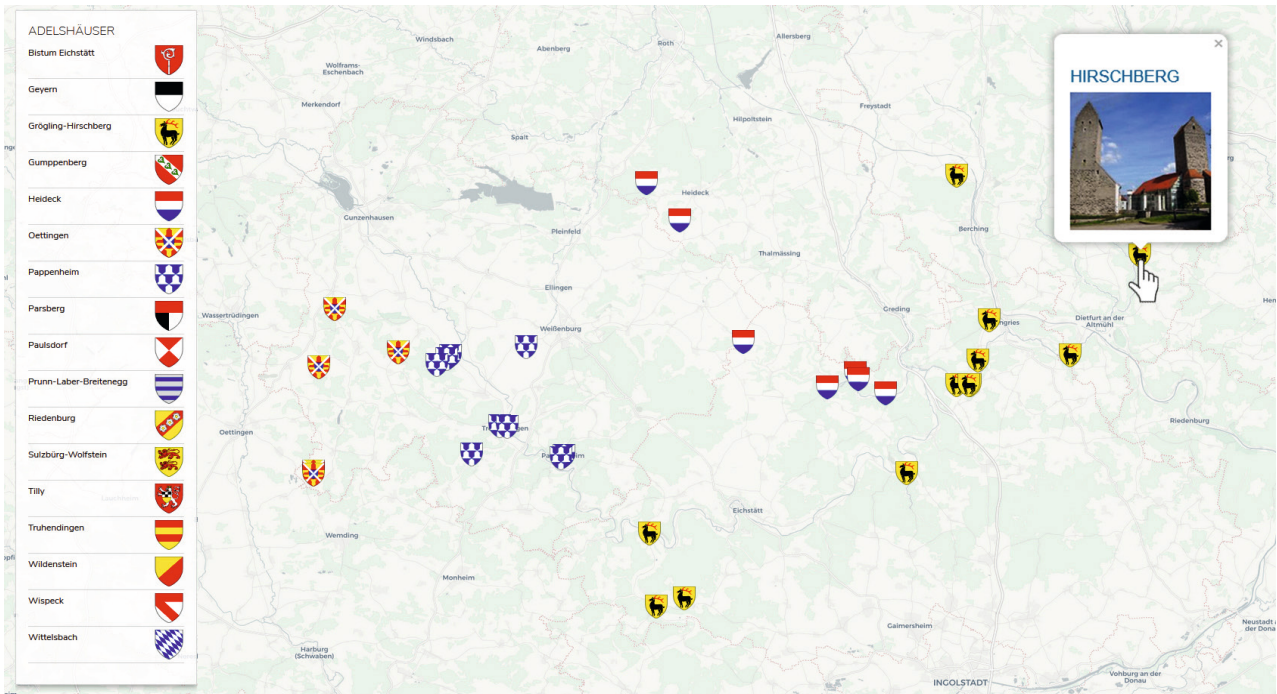 ADELSHÄUSER
Bistum Eichstätt
Geyern
Grögling-Hirschberg
Gumppenberg
Heideck
Oettingen
Pappenheim
Parsberg
Paulsdorf
Prunn-Laber-Breitenegg
Riedenburg
Sulzbürg-Wolfstein
Tilly
Truhendingen
Wildenstein
Wispeck
Wittelsbach
×
HIRSCHBERG
Windsbach
Abenberg
Roth
Allersberg
Wolframs-
Eschenbach
Merkendorf
Freystadt
Hilpoltstein
Spalt
Heideck
Gunzenhausen
Pleinfeld
Berching
Thalmässing
Ellingen
Wassertrüdingen
Weißenburg
Greding
Dietfurt an der
Altmühl
Oettingen
Riedenburg
Eichstätt
Wemding
Monheim
Gaimersheim
Neustadt
der Dona
Harburg
(Schwaben)
INGOLSTADT
Vohburg an der
Donau